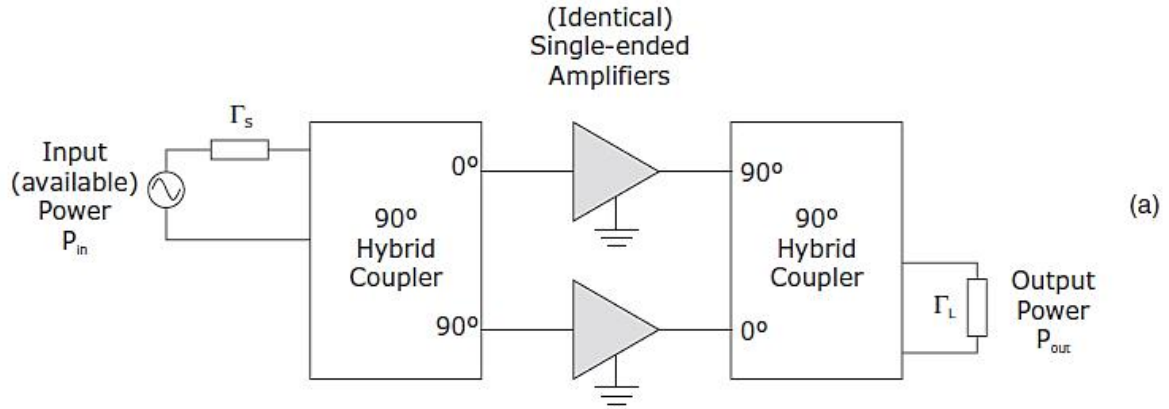 (Identical)
Single-ended
Amplifiers
Γs
Input
(available)
Power
Pin
0º
90º
Hybrid
Coupler
90º
90º
90º
Hybrid
Coupler
0º
ΓL
Output
Power
Pout
(a)